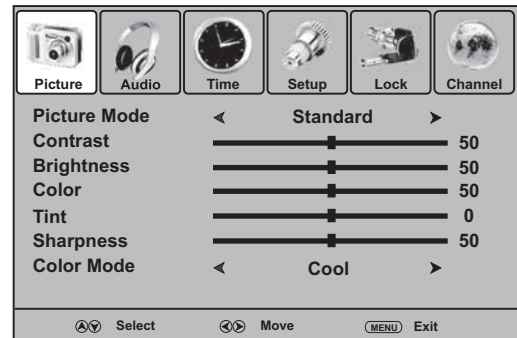 Picture Audio Time Setup Lock Channel
Picture Mode Standard
Contrast 50
Brightness 50
Color 50
Tint 0
Sharpness 50
Color Mode Cool
Select Move MENU Exit